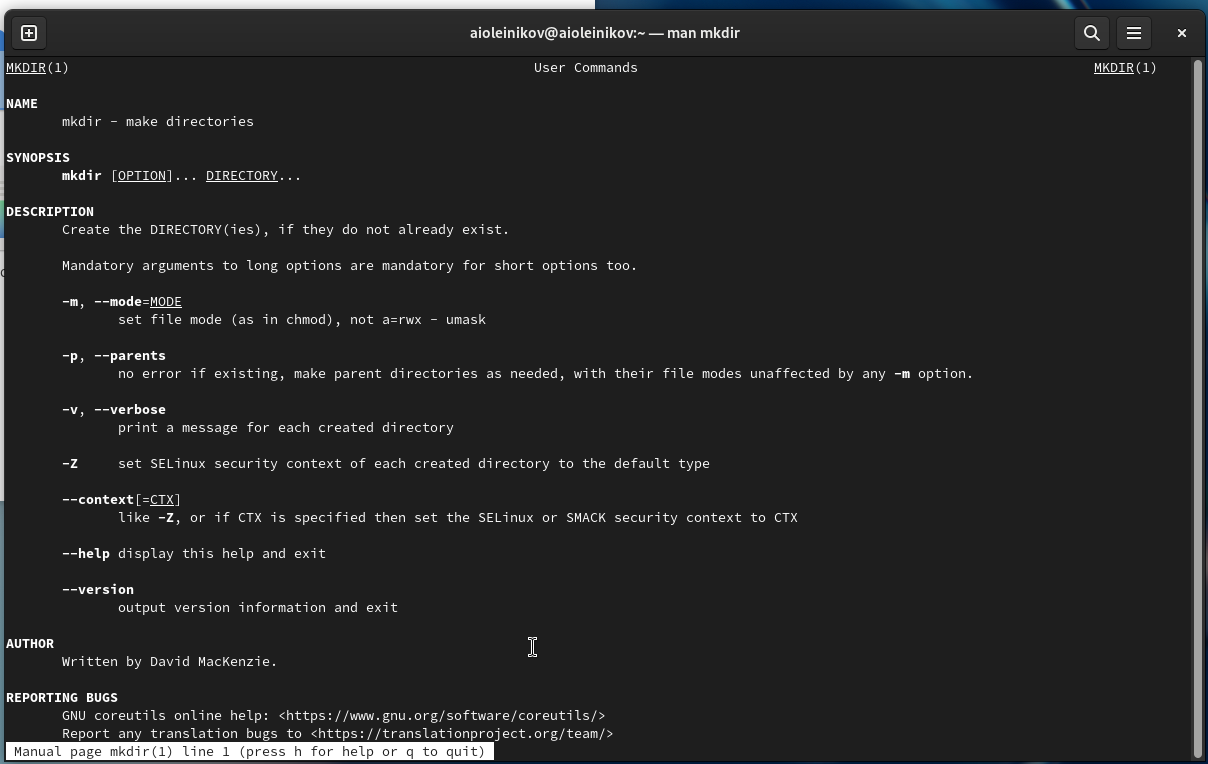 aioleinikov@aioleinikov:~ — man mkdir
MKDIR(1) User Commands MKDIR(1)
NAME
mkdir - make directories
SYNOPSIS
mkdir [OPTION]... DIRECTORY...
DESCRIPTION
Create the DIRECTORY(ies), if they do not already exist.
Mandatory arguments to long options are mandatory for short options too.
-m, --mode=MODE
set file mode (as in chmod), not a=rwx - umask
-p, --parents
no error if existing, make parent directories as needed, with their file modes unaffected by any -m option.
-v, --verbose
print a message for each created directory
-Z set SELinux security context of each created directory to the default type
--context[=CTX]
like -Z, or if CTX is specified then set the SELinux or SMACK security context to CTX
--help display this help and exit
--version
output version information and exit
AUTHOR
Written by David MacKenzie.
REPORTING BUGS
GNU coreutils online help: <https://www.gnu.org/software/coreutils/>
Report any translation bugs to <https://translationproject.org/team/>
Manual page mkdir(1) line 1 (press h for help or q to quit)